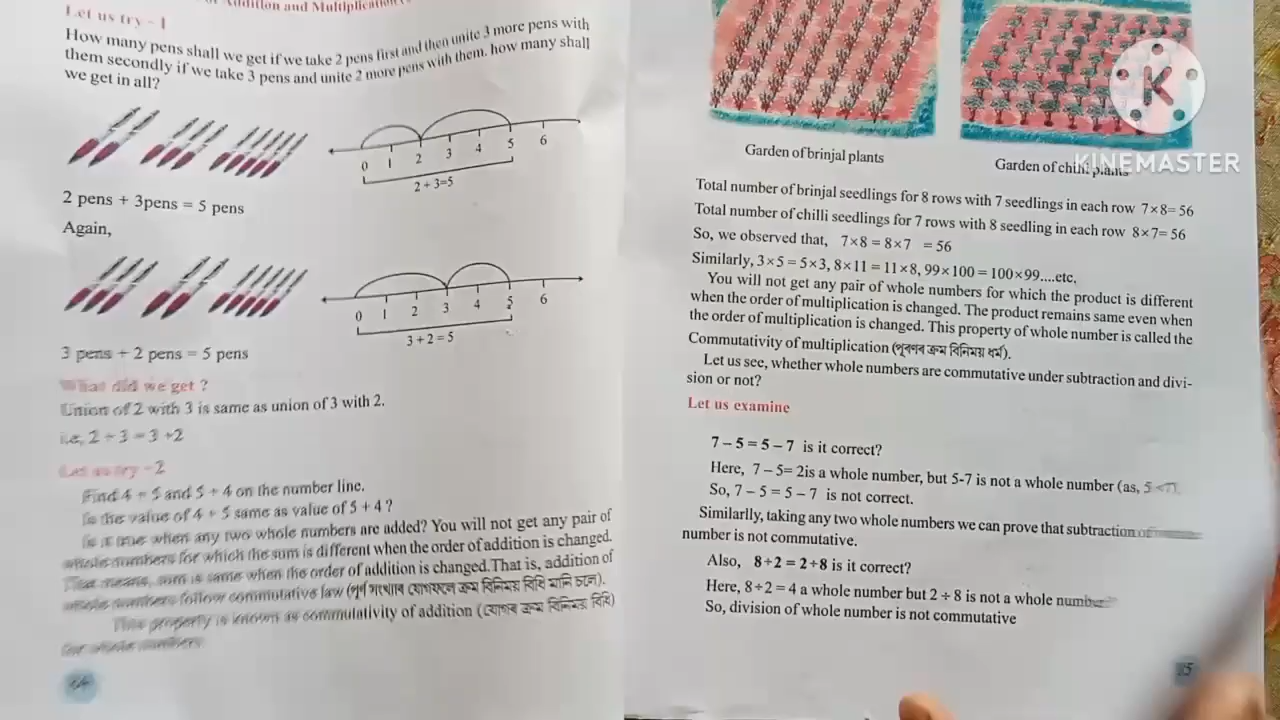 Addition and Multiplication
Let us try - 1
How many pens shall we get if we take 2 pens first and then unite 3 more pens with
them secondly if we take 3 pens and unite 2 more pens with them. how many shall
we get in all?
0 1 2 3 4 5 6
2 + 3=5
2 pens + 3pens = 5 pens
Again,
0 1 2 3 4 5 6
3 + 2 = 5
3 pens + 2 pens = 5 pens
What did we get ?
Union of 2 with 3 is same as union of 3 with 2.
i.e, 2 + 3 = 3 +2
Let us try - 2
Find 4 + 5 and 5 + 4 on the number line.
Is the value of 4 + 5 same as value of 5 + 4 ?
Is it true when any two whole numbers are added? You will not get any pair of
whole numbers for which the sum is different when the order of addition is changed.
That means, sum is same when the order of addition is changed.That is, addition of
whole numbers follow commutative law (পূৰ্ণ সংখ্যাৰ যোগফলে ক্ৰম বিনিময় বিধি মানি চলে).
This property is known as commutativity of addition (যোগৰ ক্ৰম বিনিময় বিধি)
for whole numbers.
K
KINEMASTER
Garden of brinjal plants
Garden of chilli plants
Total number of brinjal seedlings for 8 rows with 7 seedlings in each row 7×8= 56
Total number of chilli seedlings for 7 rows with 8 seedling in each row 8×7= 56
So, we observed that, 7×8 = 8×7 = 56
Similarly, 3×5 = 5×3, 8×11 = 11×8, 99×100 = 100×99....etc,
You will not get any pair of whole numbers for which the product is different
when the order of multiplication is changed. The product remains same even when
the order of multiplication is changed. This property of whole number is called the
Commutativity of multiplication (পূৰণৰ ক্ৰম বিনিময় ধৰ্ম).
Let us see, whether whole numbers are commutative under subtraction and divi-
sion or not?
Let us examine
7 – 5 = 5 – 7 is it correct?
Here, 7 – 5= 2is a whole number, but 5-7 is not a whole number (as, 5 <7).
So, 7 – 5 = 5 – 7 is not correct.
Similarlly, taking any two whole numbers we can prove that subtraction of
number is not commutative.
Also, 8÷2 = 2÷8 is it correct?
Here, 8÷2 = 4 a whole number but 2 ÷ 8 is not a whole number
So, division of whole number is not commutative